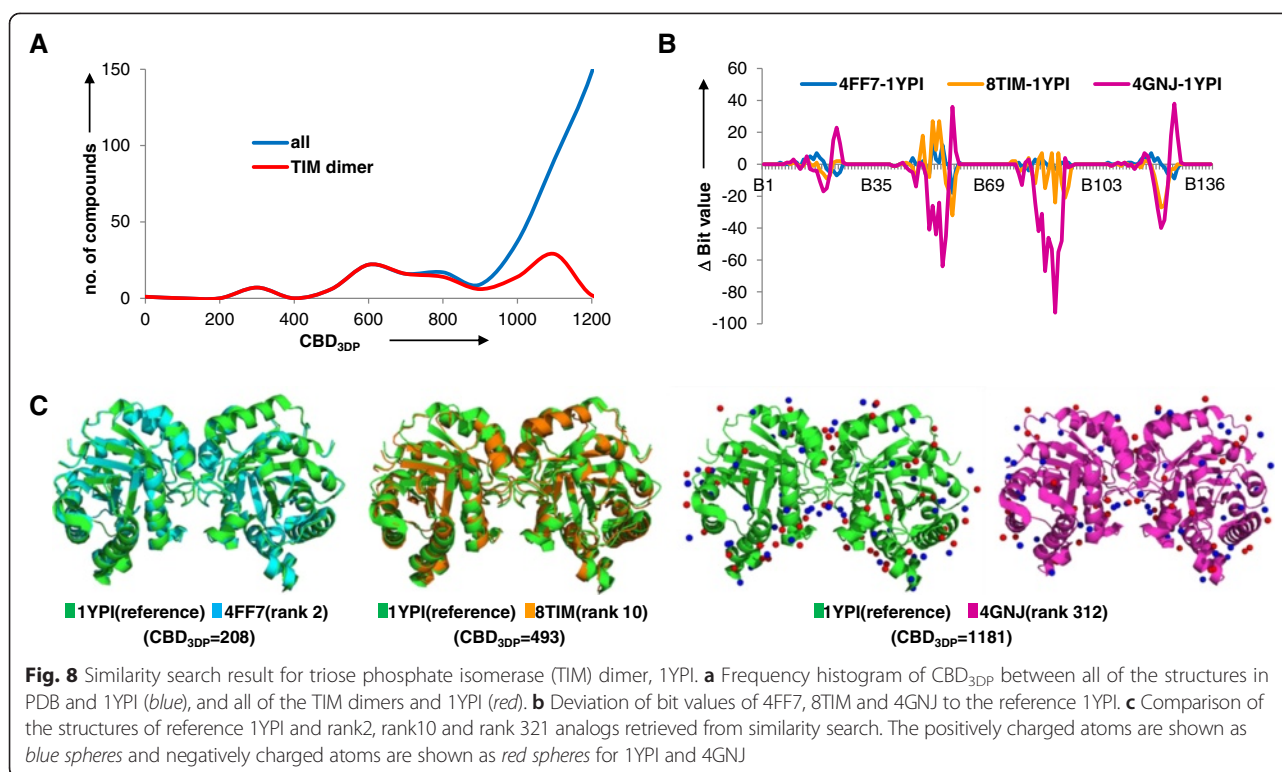 A
150
100
50
0
no. of compounds
all
TIM dimer
0 200 400 600 800 1000 1200
CBD3DP
B
60
40
20
0
-20
-40
-60
-80
-100
Δ Bit value
4FF7-1YPI 8TIM-1YPI 4GNJ-1YPI
B1 B35 B69 B103 B136
C
1YPI(reference) 4FF7(rank 2)
(CBD3DP=208)
1YPI(reference) 8TIM(rank 10)
(CBD3DP=493)
1YPI(reference) 4GNJ(rank 312)
(CBD3DP=1181)
Fig. 8 Similarity search result for triose phosphate isomerase (TIM) dimer, 1YPI. a Frequency histogram of CBD3DP between all of the structures in
PDB and 1YPI (blue), and all of the TIM dimers and 1YPI (red). b Deviation of bit values of 4FF7, 8TIM and 4GNJ to the reference 1YPI. c Comparison of
the structures of reference 1YPI and rank2, rank10 and rank 321 analogs retrieved from similarity search. The positively charged atoms are shown as
blue spheres and negatively charged atoms are shown as red spheres for 1YPI and 4GNJ